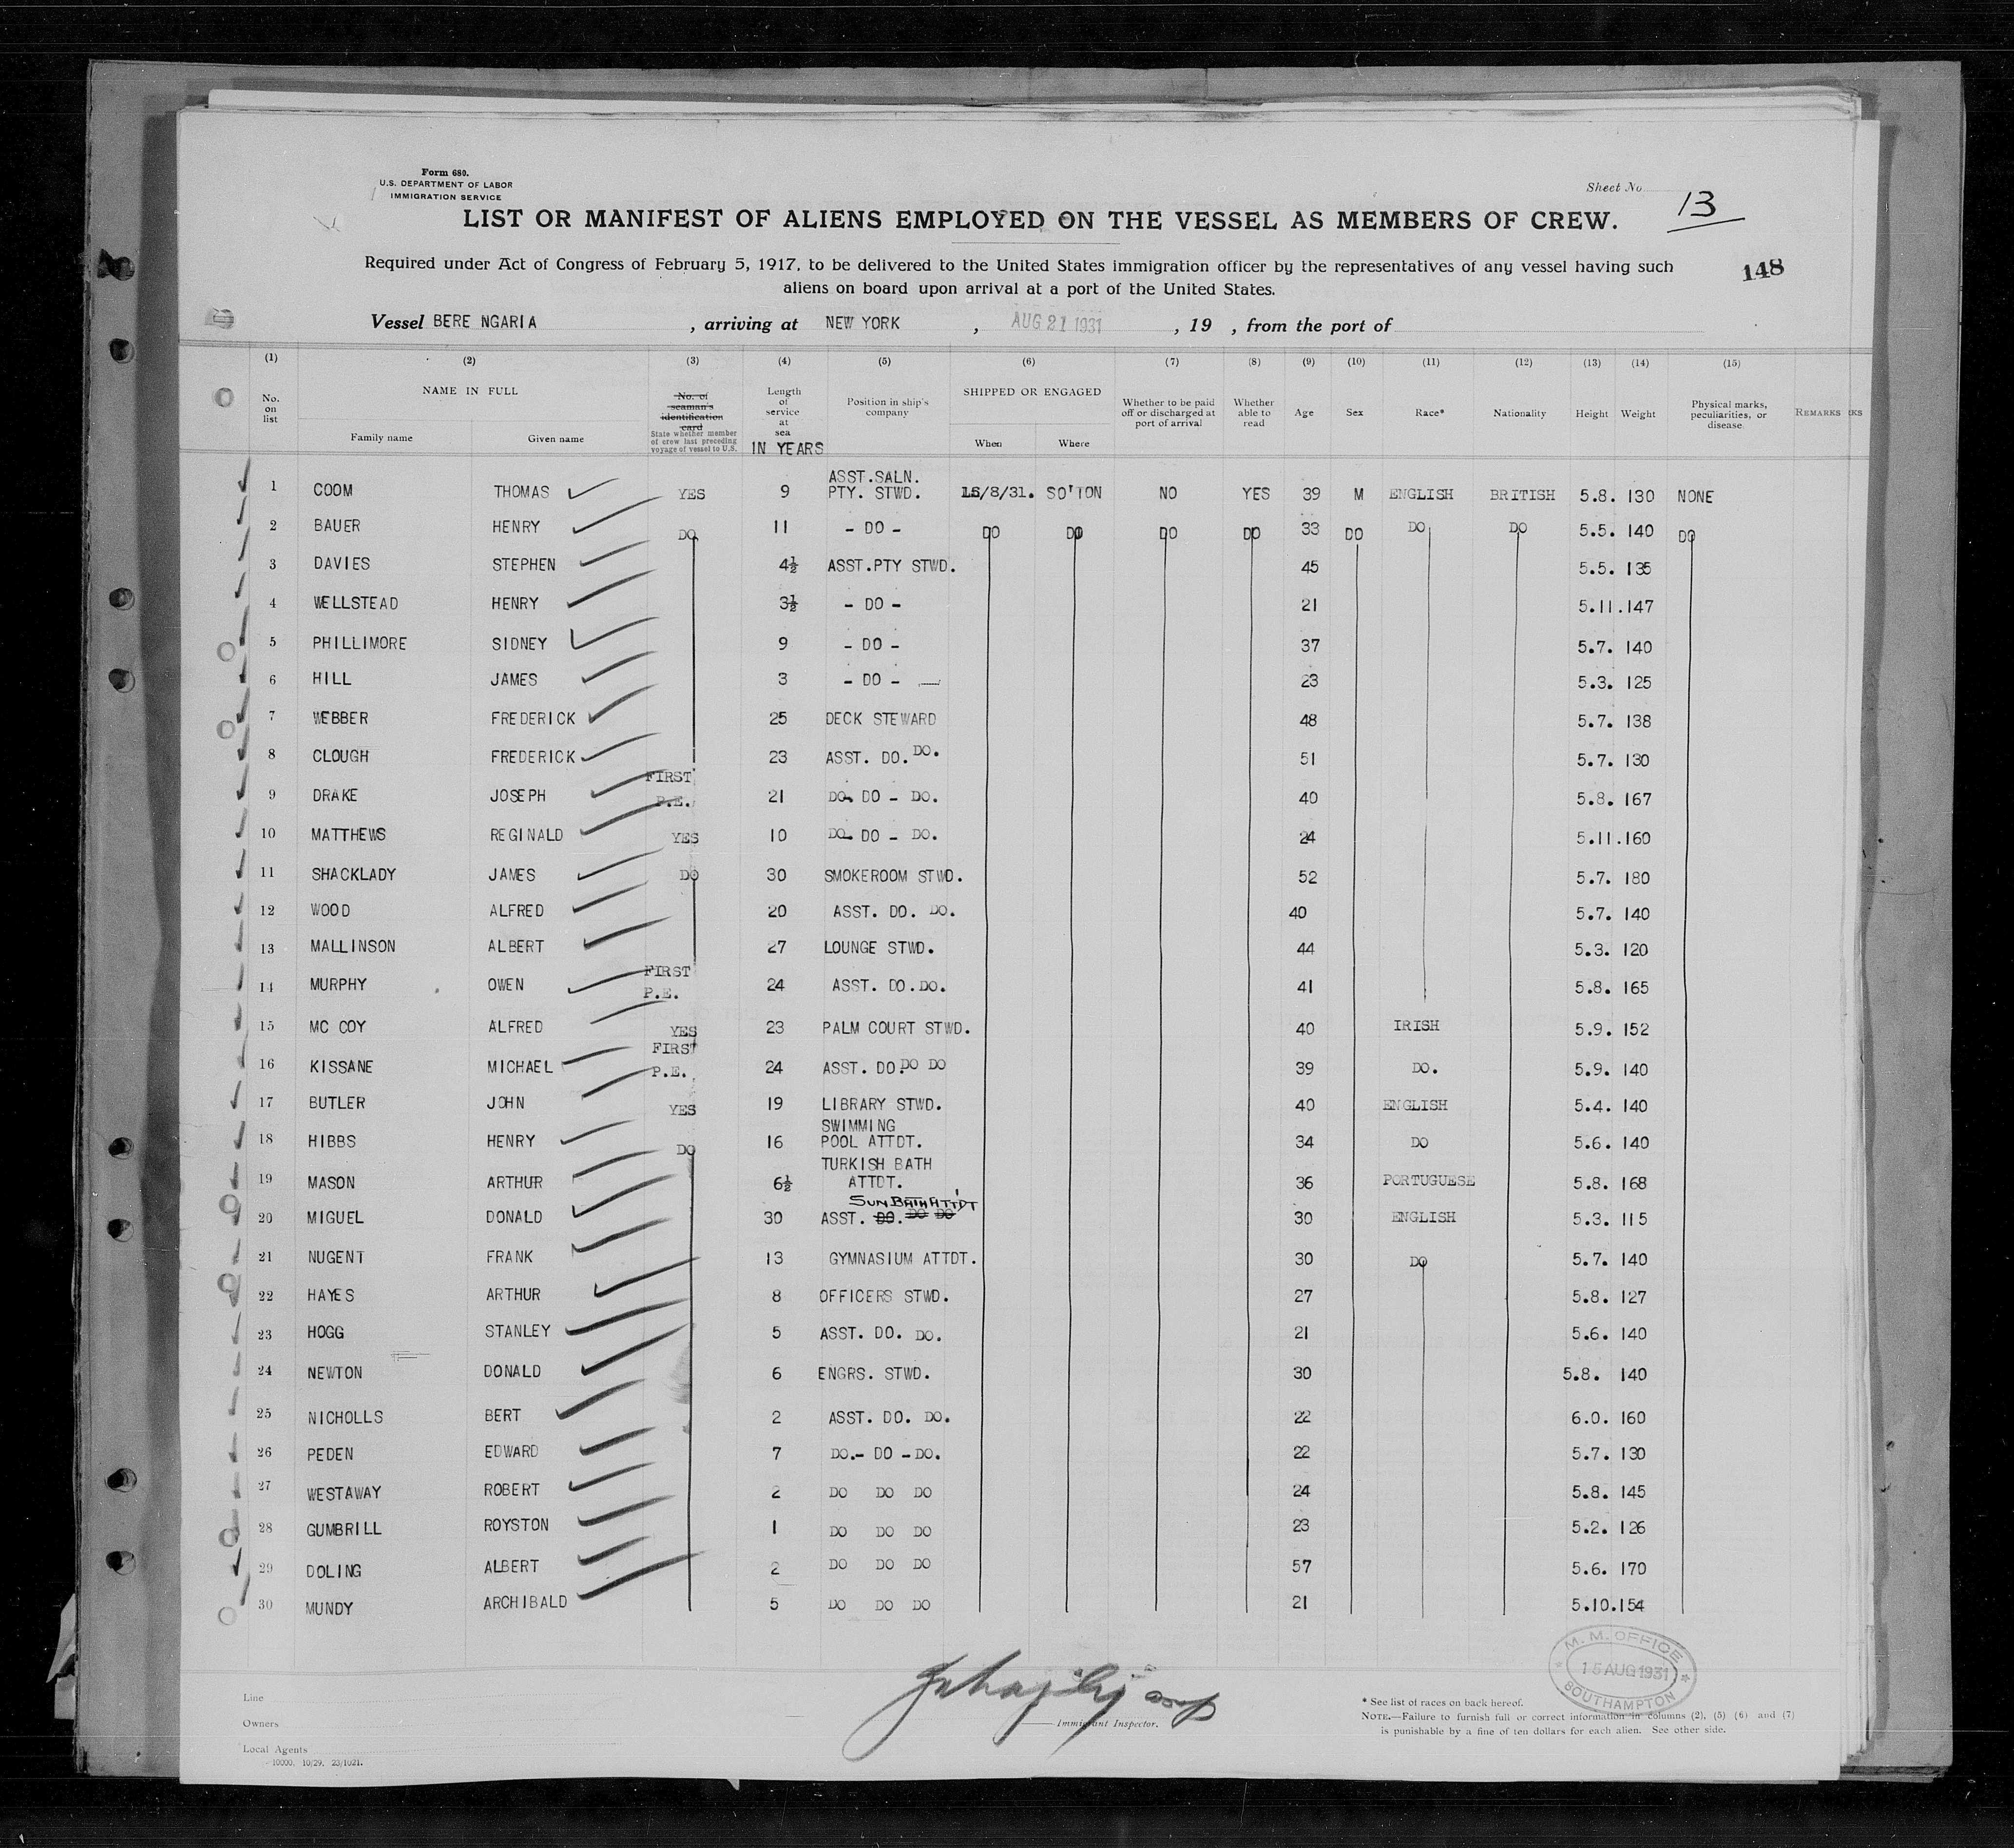 Form 680.
U.S. DEPARTMENT OF LABOR
IMMIGRATION SERVICE
Sheet No. 13
LIST OR MANIFEST OF ALIENS EMPLOYED ON THE VESSEL AS MEMBERS OF CREW.
Required under Act of Congress of February 5, 1917, to be delivered to the United States immigration officer by the representatives of any vessel having such
aliens on board upon arrival at a port of the United States.
148
Vessel BERE NGARIA , arriving at NEW YORK , AUG 21 1931 , 19 , from the port of
(1) (2) (3) (4) (5) (6) (7) (8) (9) (10) (11) (12) (13) (14) (15)
No. on list NAME IN FULL Family name Given name No. of seaman's identification card State whether member of crew last preceding voyage of vessel to U.S. Length of service at sea IN YEARS Position in ship's company SHIPPED OR ENGAGED When Where Whether to be paid off or discharged at port of arrival Whether able to read Age Sex Race* Nationality Height Weight Physical marks, peculiarities, or disease REMARKS KS
1 COOM THOMAS YES 9 ASST.SALN. PTY. STWD. 15/8/31. SO'TON NO YES 39 M ENGLISH BRITISH 5.8. 130 NONE
2 BAUER HENRY DO 11 - DO - DO DO DO DO 33 DO DO DO 5.5. 140 DO
3 DAVIES STEPHEN 4½ ASST.PTY STWD. 45 5.5. 135
4 WELLSTEAD HENRY 3½ - DO - 21 5.11.147
5 PHILLIMORE SIDNEY 9 - DO - 37 5.7. 140
6 HILL JAMES 3 - DO - 23 5.3. 125
7 WEBBER FREDERICK 25 DECK STEWARD 48 5.7. 138
8 CLOUGH FREDERICK 23 ASST. DO. DO. 51 5.7. 130
9 DRAKE JOSEPH FIRST P.E. 21 DO. DO - DO. 40 5.8. 167
10 MATTHEWS REGINALD YES 10 DO. DO - DO. 24 5.11.160
11 SHACKLADY JAMES DO 30 SMOKEROOM STWD. 52 5.7. 180
12 WOOD ALFRED 20 ASST. DO. DO. 40 5.7. 140
13 MALLINSON ALBERT 27 LOUNGE STWD. 44 5.3. 120
14 MURPHY OWEN FIRST P.E. 24 ASST. DO.DO. 41 5.8. 165
15 MC COY ALFRED YES 23 PALM COURT STWD. 40 IRISH 5.9. 152
16 KISSANE MICHAEL FIRST P.E. 24 ASST. DO.DO DO 39 DO. 5.9. 140
17 BUTLER JOHN YES 19 LIBRARY STWD. 40 ENGLISH 5.4. 140
18 HIBBS HENRY DO 16 SWIMMING POOL ATTDT. 34 DO 5.6. 140
19 MASON ARTHUR 6½ TURKISH BATH ATTDT. 36 PORTUGUESE 5.8. 168
20 MIGUEL DONALD 30 ASST. DO. DO DO SUN BATH ATTDT 30 ENGLISH 5.3. 115
21 NUGENT FRANK 13 GYMNASIUM ATTDT. 30 DO 5.7. 140
22 HAYES ARTHUR 8 OFFICERS STWD. 27 5.8. 127
23 HOGG STANLEY 5 ASST. DO. DO. 21 5.6. 140
24 NEWTON DONALD 6 ENGRS. STWD. 30 5.8. 140
25 NICHOLLS BERT 2 ASST. DO. DO. 22 6.0. 160
26 PEDEN EDWARD 7 DO.- DO -DO. 22 5.7. 130
27 WESTAWAY ROBERT 2 DO DO DO 24 5.8. 145
28 GUMBRILL ROYSTON 1 DO DO DO 23 5.2. 126
29 DOLING ALBERT 2 DO DO DO 57 5.6. 170
30 MUNDY ARCHIBALD 5 DO DO DO 21 5.10.154
M. M. OFFICE
15 AUG 1931
SOUTHAMPTON
Line
Owners
Local Agents
10000. 10/29. 23/1021.
Immigrant Inspector.
* See list of races on back hereof.
NOTE.—Failure to furnish full or correct information in columns (2), (5) (6) and (7)
is punishable by a fine of ten dollars for each alien. See other side.